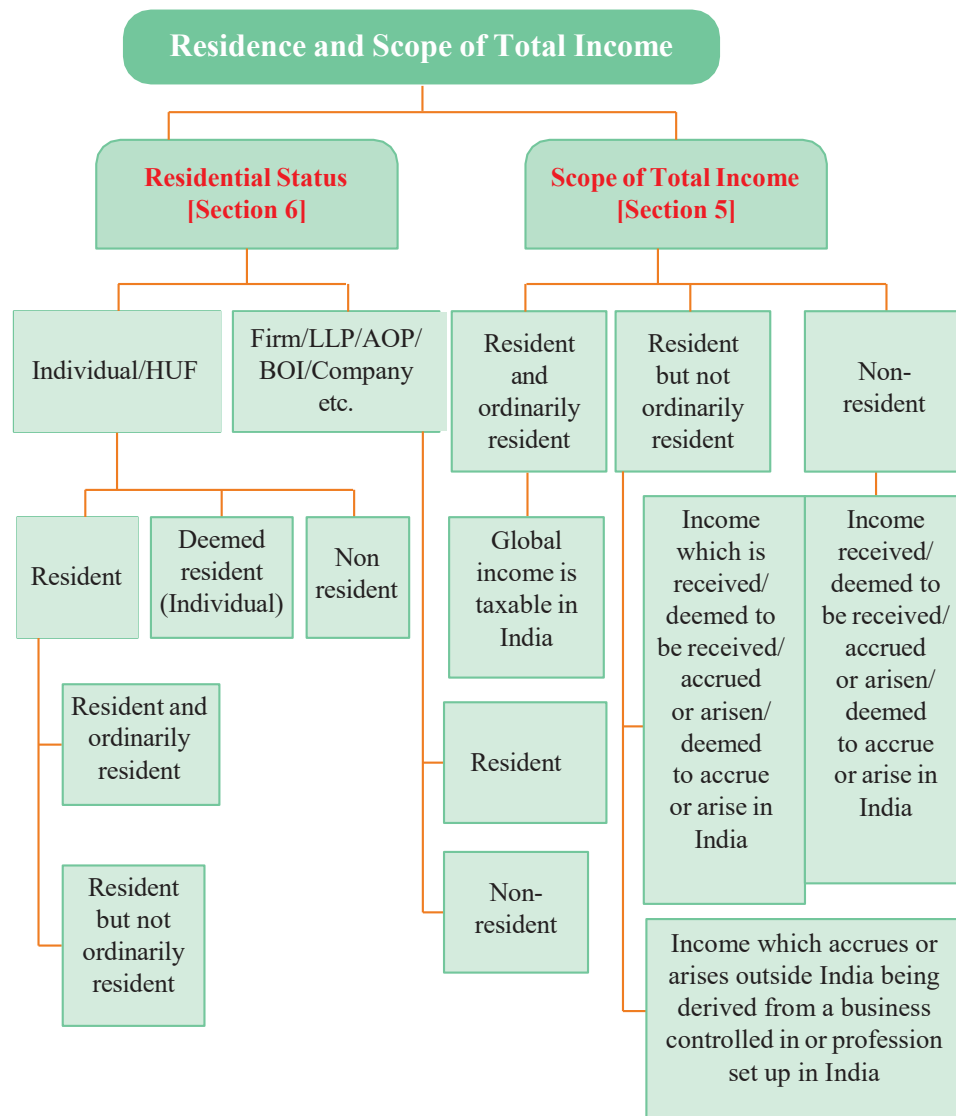 Residence and Scope of Total Income
Residential Status
[Section 6]
Scope of Total Income
[Section 5]
Individual/HUF
Firm/LLP/AOP/
BOI/Company
etc.
Resident
and
ordinarily
resident
Resident
but not
ordinarily
resident
Non-
resident
Resident
Deemed
resident
(Individual)
Non
resident
Global
income is
taxable in
India
Income
which is
received/
deemed to
be received/
accrued
or arisen/
deemed
to accrue
or arise in
India
Income
received/
deemed to
be received/
accrued
or arisen/
deemed
to accrue
or arise in
India
Resident and
ordinarily
resident
Resident
Resident
but not
ordinarily
resident
Non-
resident
Income which accrues or
arises outside India being
derived from a business
controlled in or profession
set up in India